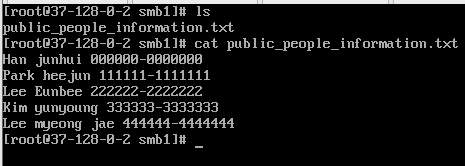 [root@37-128-0-2 smb1]# ls
public_people_information.txt
[root@37-128-0-2 smb1]# cat public_people_information.txt
Han junhui 000000-0000000
Park heejun 111111-1111111
Lee Eunbee 222222-2222222
Kim yunyoung 333333-3333333
Lee myeong jae 444444-4444444
[root@37-128-0-2 smb1]# _